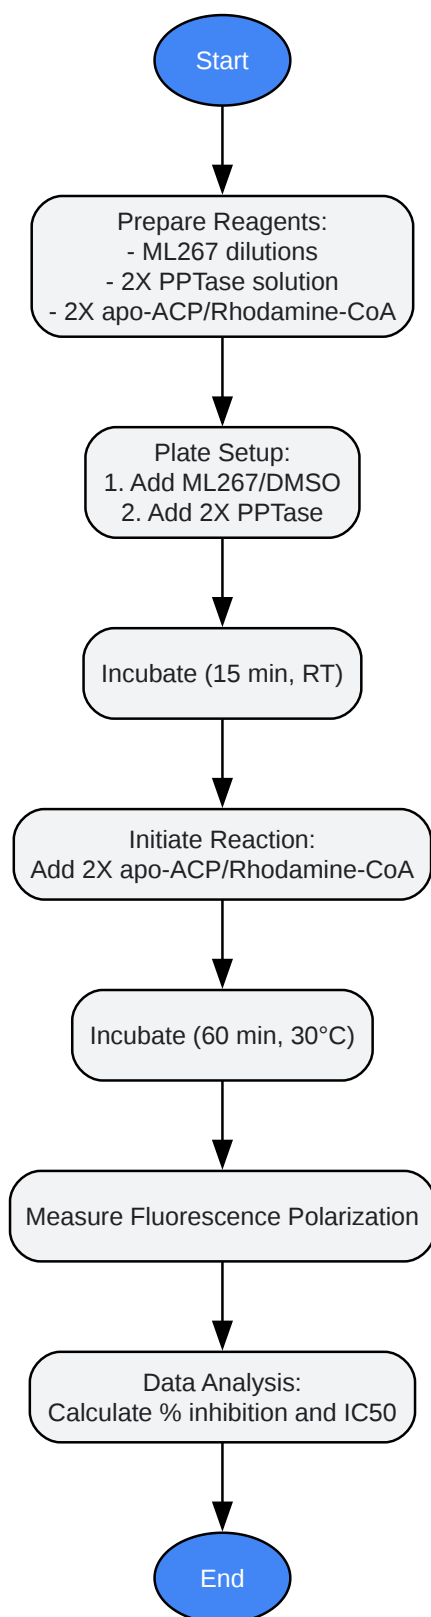 Start
Prepare Reagents:
- ML267 dilutions
- 2X PPTase solution
- 2X apo-ACP/Rhodamine-CoA
Plate Setup:
1. Add ML267/DMSO
2. Add 2X PPTase
Incubate (15 min, RT)
Initiate Reaction:
Add 2X apo-ACP/Rhodamine-CoA
Incubate (60 min, 30°C)
Measure Fluorescence Polarization
Data Analysis:
Calculate % inhibition and IC50
End